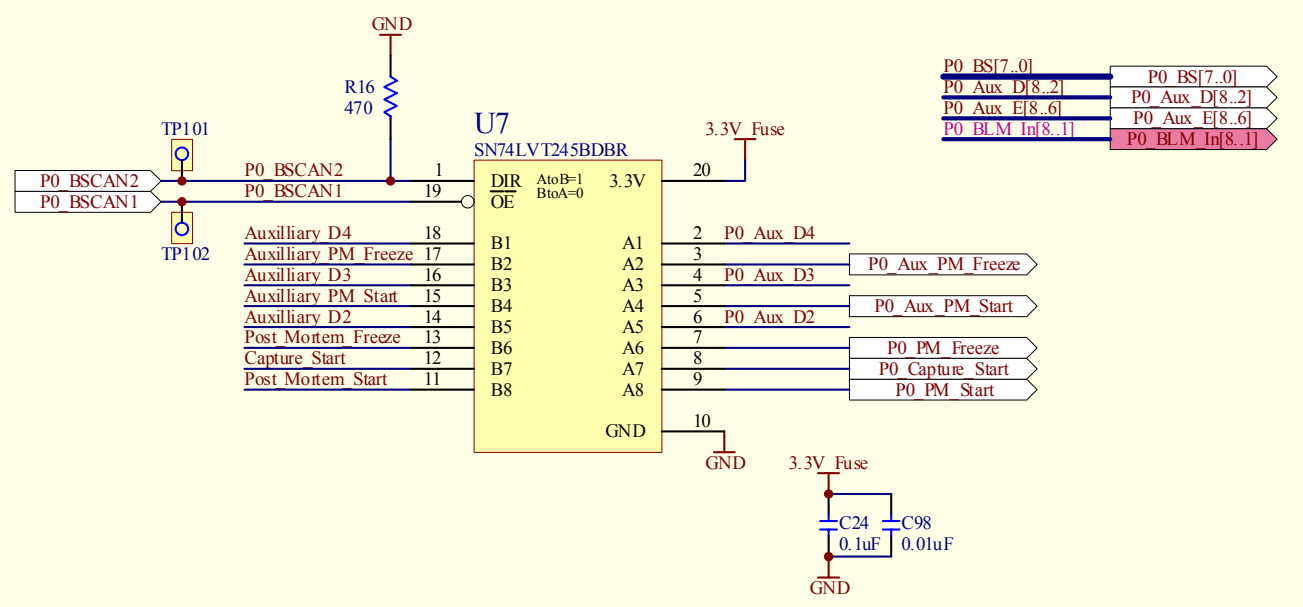 GND
R16
470
TP101
P0_BSCAN2
P0_BSCAN1
TP102
P0_BSCAN2
P0_BSCAN1
U7
SN74LVT245BDBR
3.3V_Fuse
1 DIR AtoB=1 3.3V 20
19 OE BtoA=0
Auxilliary_D4 18 B1 A1 2 P0_Aux_D4
Auxilliary_PM_Freeze 17 B2 A2 3 P0_Aux_PM_Freeze
Auxilliary_D3 16 B3 A3 4 P0_Aux_D3
Auxilliary_PM_Start 15 B4 A4 5 P0_Aux_PM_Start
Auxilliary_D2 14 B5 A5 6 P0_Aux_D2
Post_Mortem_Freeze 13 B6 A6 7 P0_PM_Freeze
Capture_Start 12 B7 A7 8 P0_Capture_Start
Post_Mortem_Start 11 B8 A8 9 P0_PM_Start
GND 10
GND
P0_BS[7..0] P0_BS[7..0]
P0_Aux_D[8..2] P0_Aux_D[8..2]
P0_Aux_E[8..6] P0_Aux_E[8..6]
P0_BLM_In[8..1] P0_BLM_In[8..1]
3.3V_Fuse
C24 C98
0.1uF 0.01uF
GND